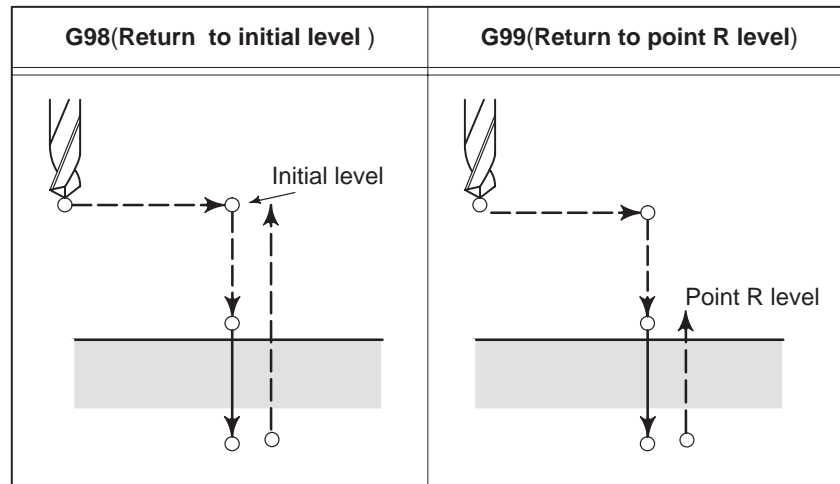 G98(Return to initial level )
G99(Return to point R level)
Initial level
Point R level